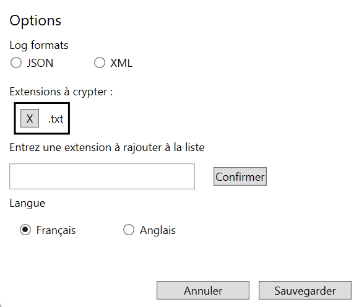 Options
Log formats
JSON XML
Extensions à crypter :
X .txt
Entrez une extension à rajouter à la liste
Confirmer
Langue
Français Anglais
Annuler Sauvegarder